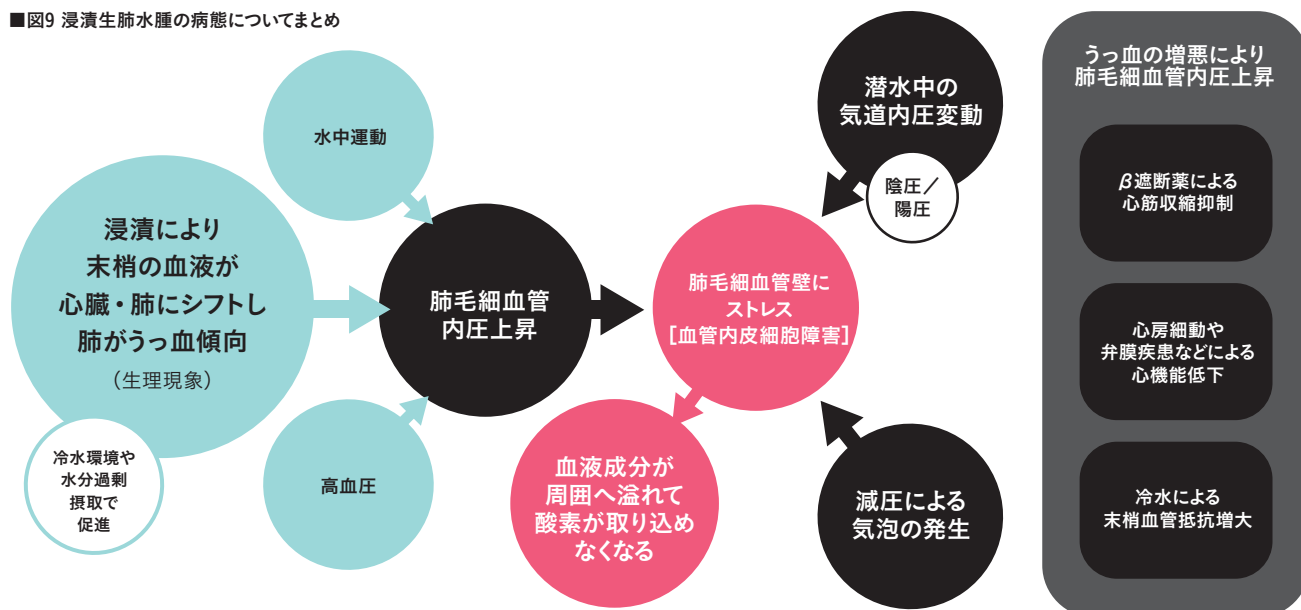 ■図9 浸漬生肺水腫の病態についてまとめ
水中運動
浸漬により
末梢の血液が
心臓・肺にシフトし
肺がうっ血傾向
(生理現象)
冷水環境や
水分過剰
摂取で
促進
高血圧
肺毛細血管
内圧上昇
肺毛細血管壁に
ストレス
[血管内皮細胞障害]
血液成分が
周囲へ溢れて
酸素が取り込め
なくなる
潜水中の
気道内圧変動
陰圧/
陽圧
減圧による
気泡の発生
うっ血の増悪により
肺毛細血管内圧上昇
β遮断薬による
心筋収縮抑制
心房細動や
弁膜疾患などによる
心機能低下
冷水による
末梢血管抵抗増大